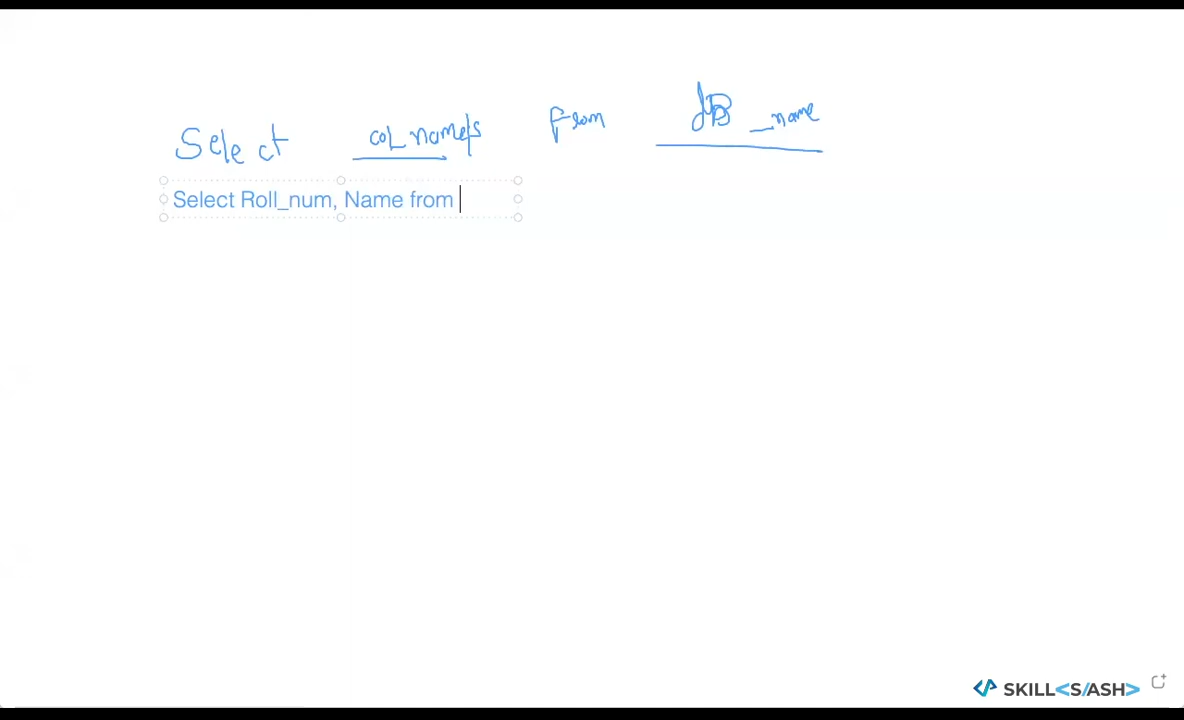 Select col_name/s from DB_name
Select Roll_num, Name from
SKILL<S/ASH>